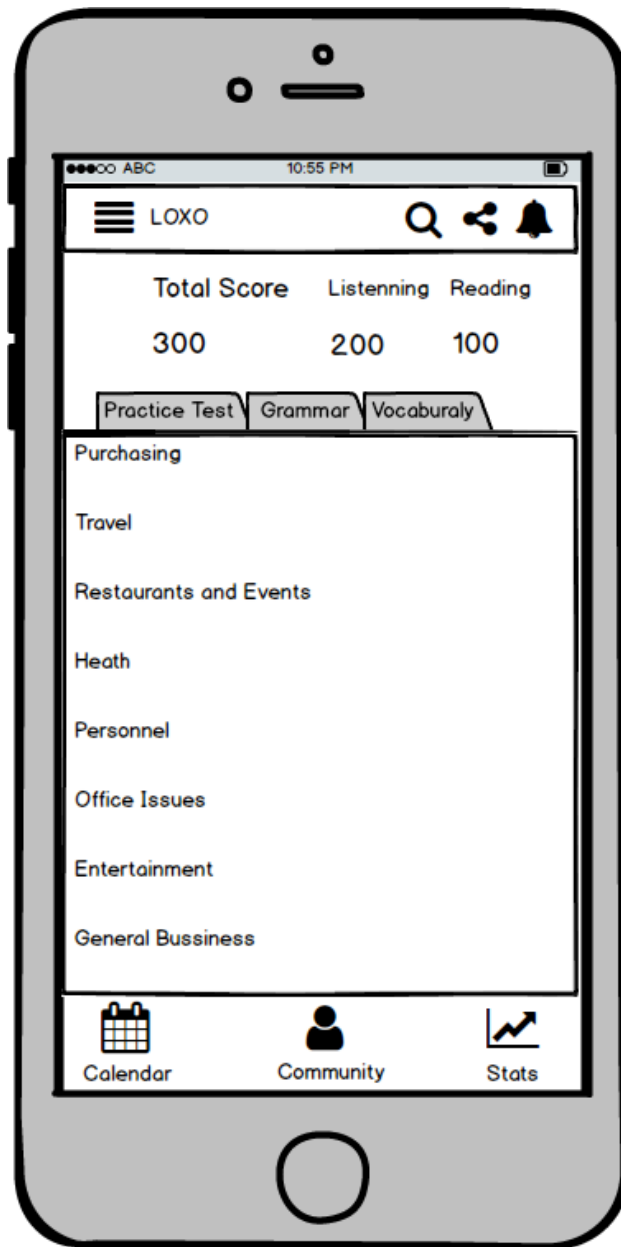 ABC 10:55 PM
LOXO
Total Score Listenning Reading
300 200 100
Practice Test Grammar Vocaburaly
Purchasing
Travel
Restaurants and Events
Heath
Personnel
Office Issues
Entertainment
General Bussiness
Calendar Community Stats